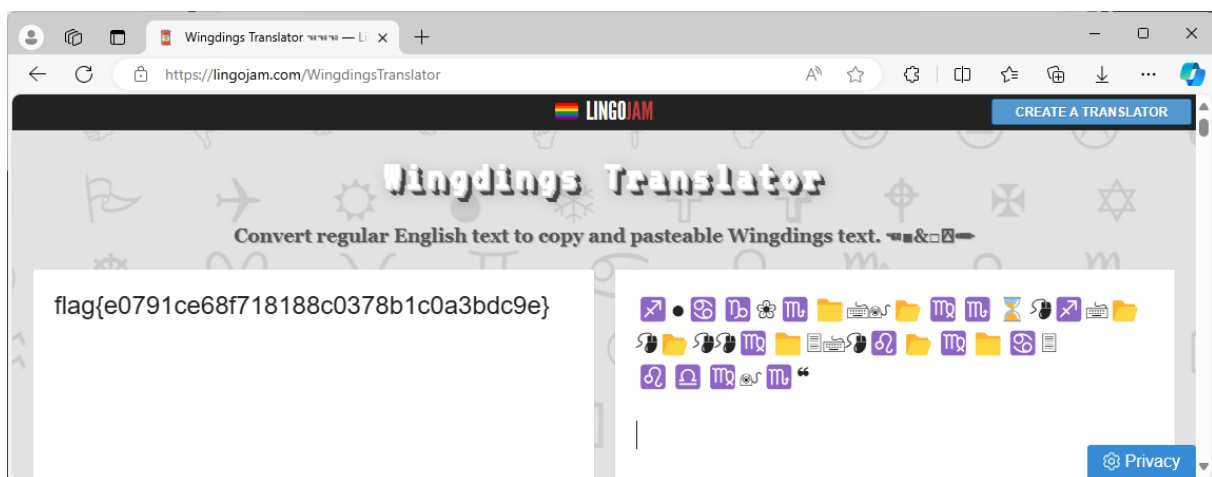 Wingdings Translator ☜☜☜ — Li
https://lingojam.com/WingdingsTranslator
LINGOJAM
CREATE A TRANSLATOR
Wingdings Translator
Convert regular English text to copy and pasteable Wingdings text.
flag{e0791ce68f718188c0378b1c0a3bdc9e}
♐●♋♑❀♏📁🖮✇📂♍♏⌛🖰♐🖮📂
🖰📂🖰🖰♍📁🗏🖮🖰♌📂♍📁♋🗏
♌♎♍✇♏❝
Privacy